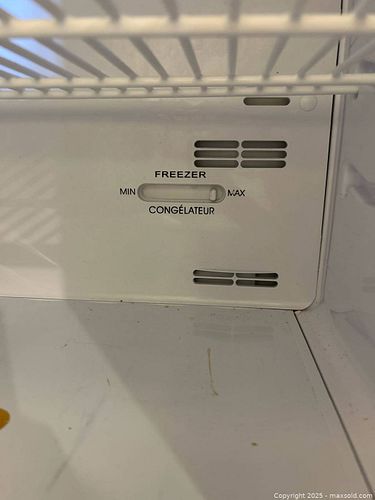 FREEZER
MIN MAX
CONGÉLATEUR
Copyright © 2025 - maxsold.com